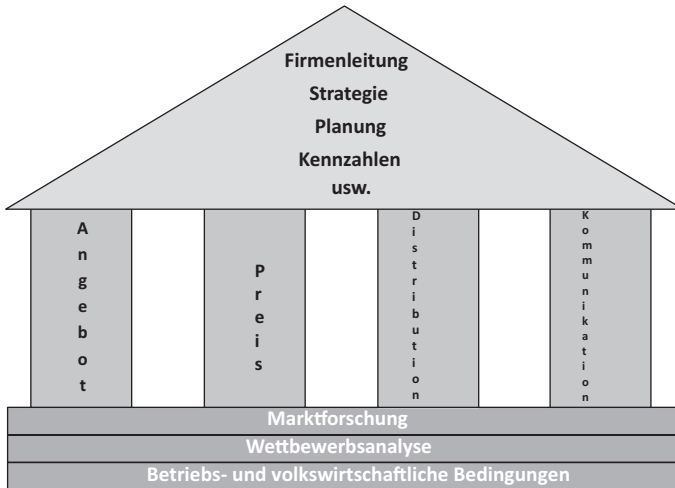 Firmenleitung
Strategie
Planung
Kennzahlen
usw.
Angebot
Preis
Distribution
Kommunikation
Marktforschung
Wettbewerbsanalyse
Betriebs- und volkswirtschaftliche Bedingungen